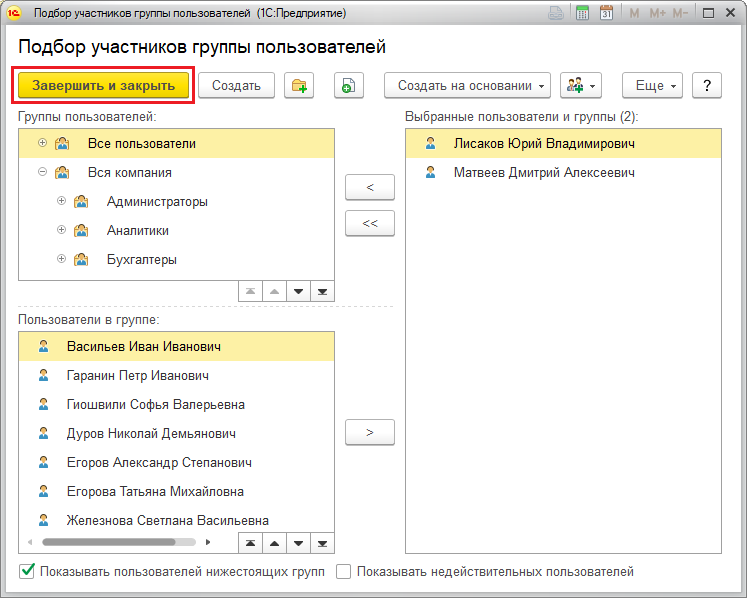 1С Подбор участников группы пользователей (1С:Предприятие) 31 M M+ M-
Подбор участников группы пользователей
Завершить и закрыть Создать Создать на основании Еще ?
Группы пользователей:
Все пользователи
Вся компания
Администраторы
Аналитики
Бухгалтеры
<
<<
Выбранные пользователи и группы (2):
Лисаков Юрий Владимирович
Матвеев Дмитрий Алексеевич
Пользователи в группе:
Васильев Иван Иванович
Гаранин Петр Иванович
Гиошвили Софья Валерьевна
Дуров Николай Демьянович
Егоров Александр Степанович
Егорова Татьяна Михайловна
Железнова Светлана Васильевна
>
Показывать пользователей нижестоящих групп Показывать недействительных пользователей